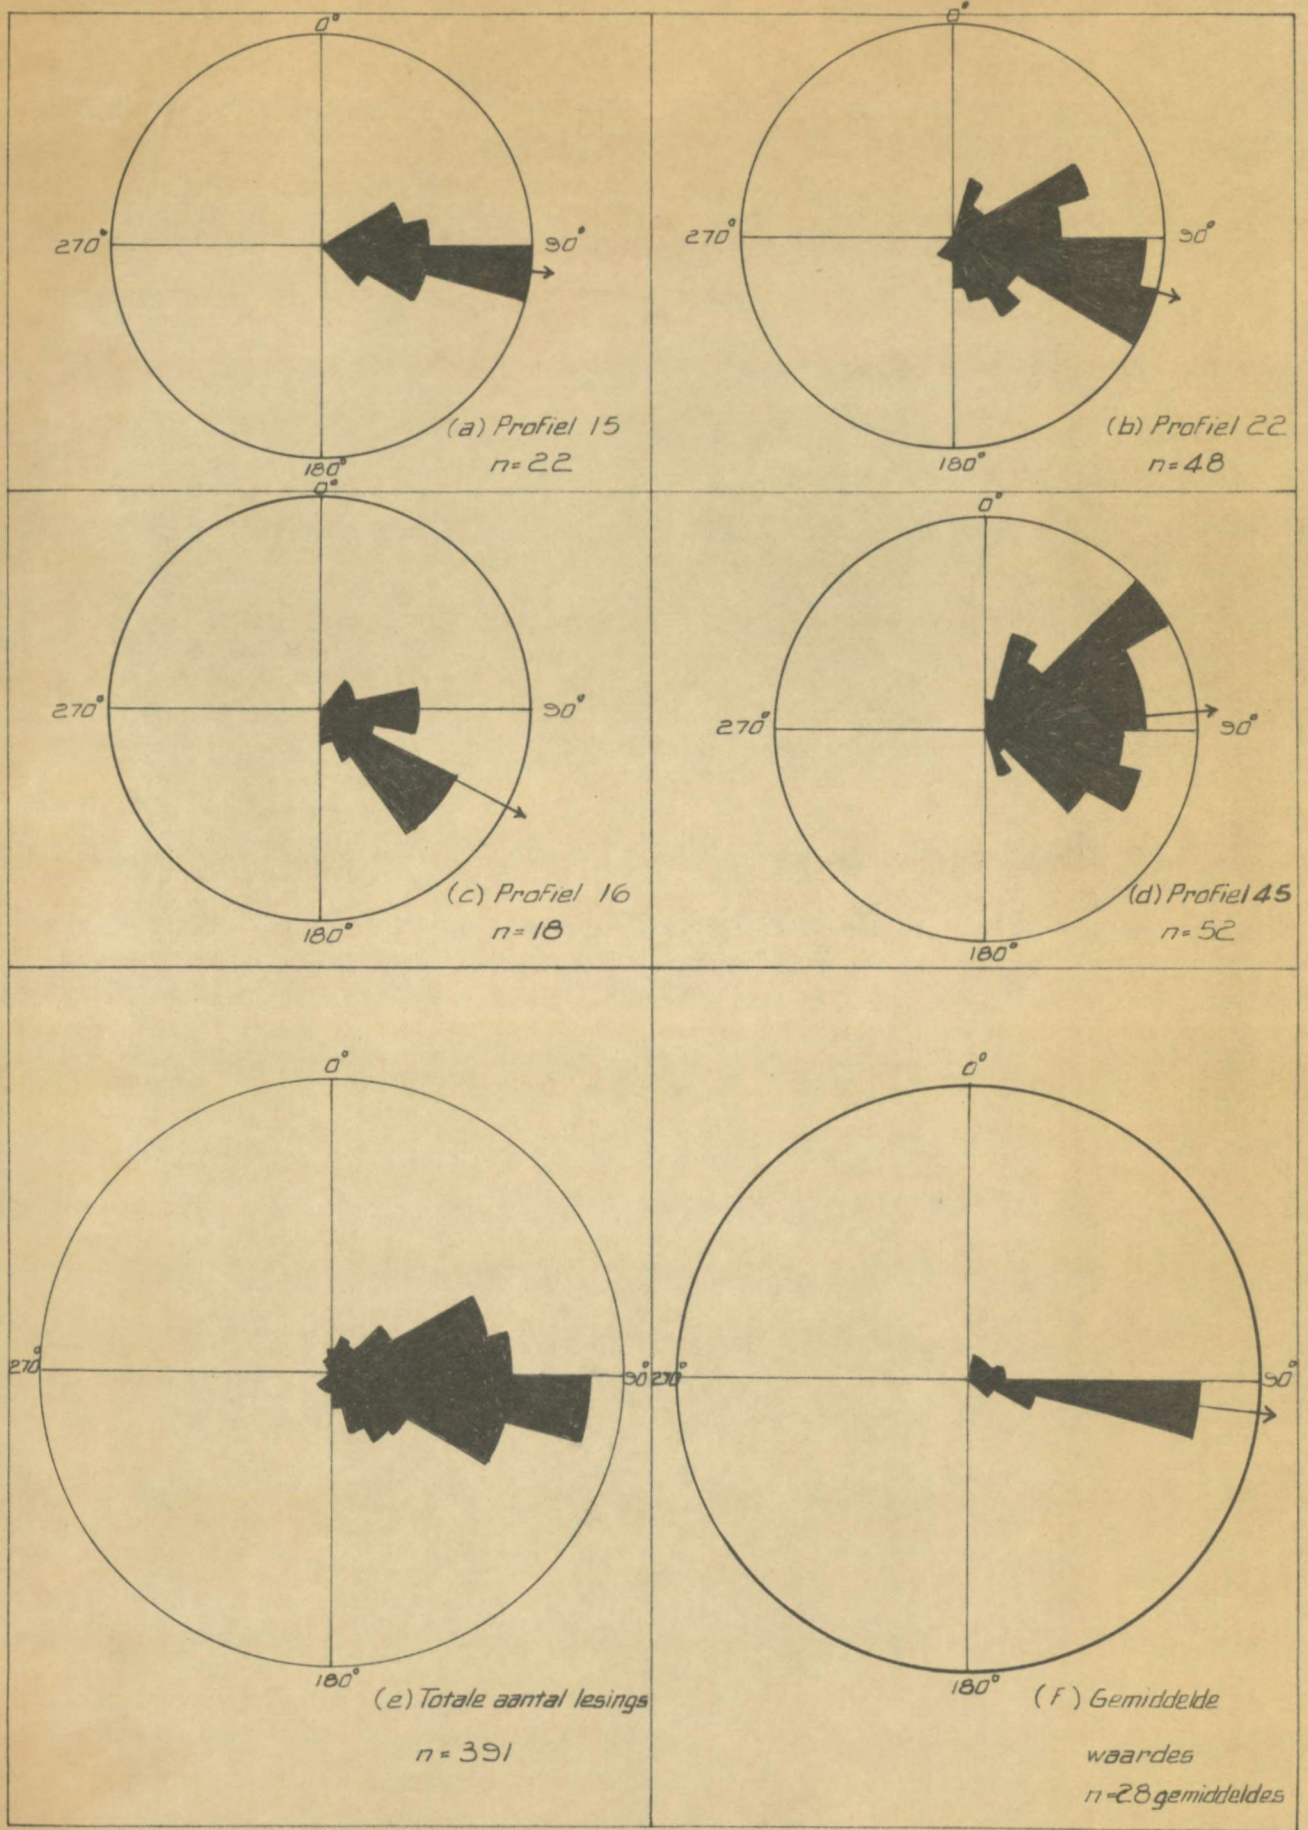 0°
270°
90°
180°
(a) Profiel 15
n=22
0°
270°
90°
180°
(b) Profiel 22
n=48
0°
270°
90°
180°
(c) Profiel 16
n=18
0°
270°
90°
180°
(d) Profiel 45
n=52
0°
270°
90°
180°
(e) Totale aantal lesings
n=391
0°
270°
90°
180°
(f) Gemiddelde
waardes
n=28 gemiddeldes